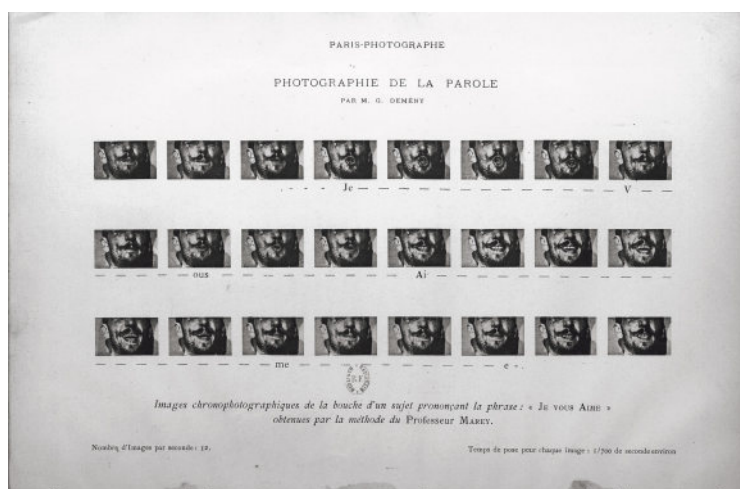 PARIS-PHOTOGRAPHE
PHOTOGRAPHIE DE LA PAROLE
PAR M. G. DEMENŸ
Je V
ous Ai
me e
Images chronophotographiques de la bouche d'un sujet prononçant la phrase : « JE VOUS AIME »
obtenues par la méthode du Professeur MAREY.
Nombre d'Images par seconde : 12.
Temps de pose pour chaque image : 1/700 de seconde environ